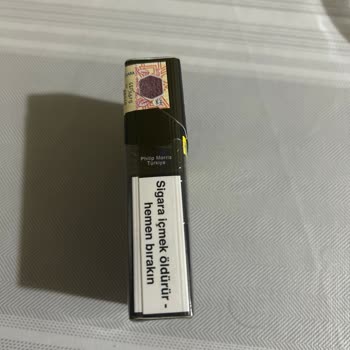 Philip Morris
Türkiye
Sigara içmek öldürür -
hemen bırakın